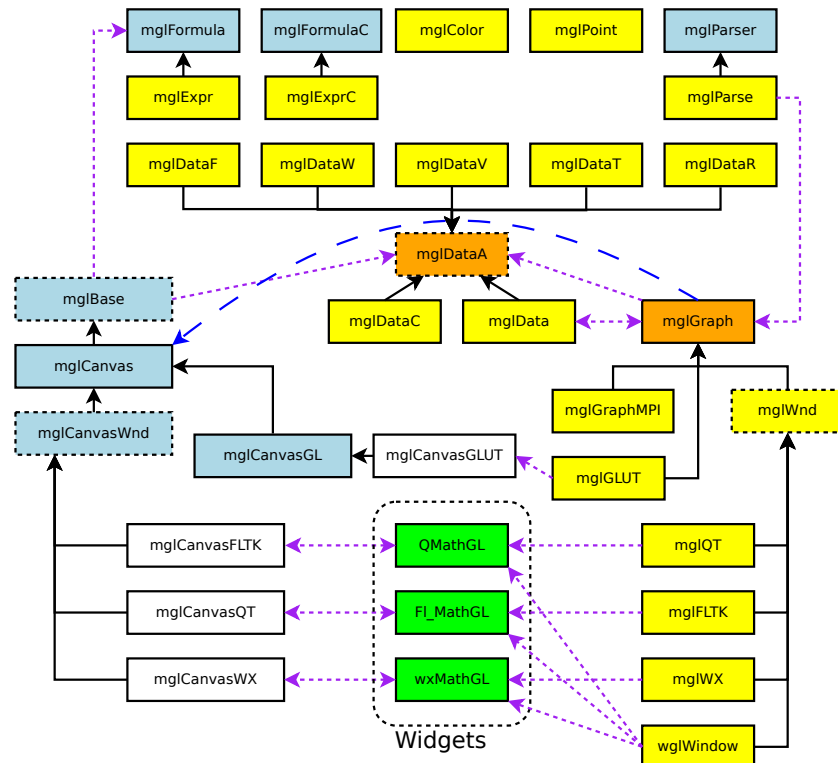 mglFormula
mglFormulaC
mglColor
mglPoint
mglParser
mglExpr
mglExprC
mglParse
mglDataF
mglDataW
mglDataV
mglDataT
mglDataR
mglDataA
mglBase
mglDataC
mglData
mglGraph
mglCanvas
mglGraphMPI
mglWnd
mglCanvasWnd
mglCanvasGL
mglCanvasGLUT
mglGLUT
mglCanvasFLTK
QMathGL
mglQT
mglCanvasQT
Fl_MathGL
mglFLTK
mglCanvasWX
wxMathGL
mglWX
Widgets
wglWindow